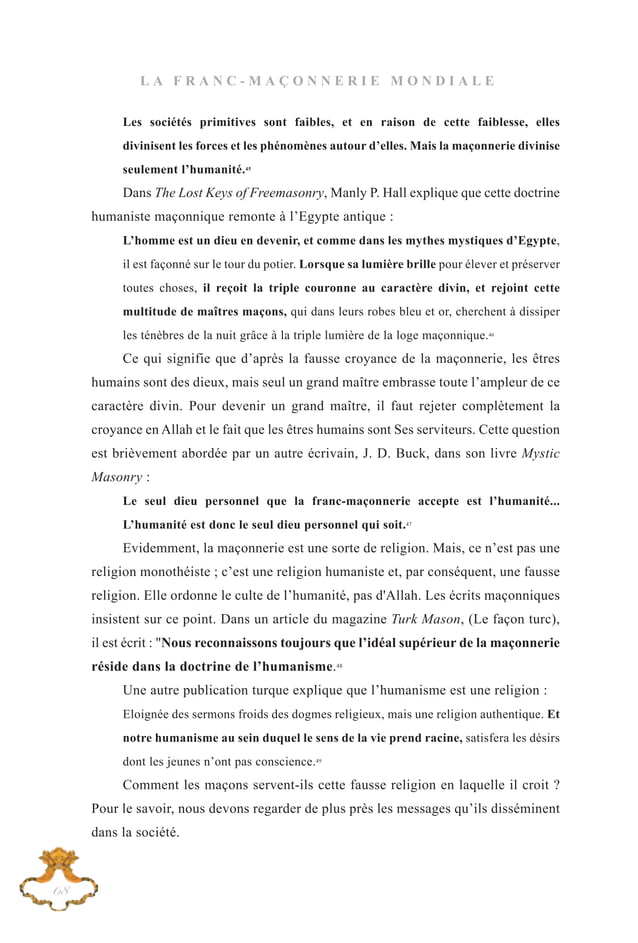 LA FRANC-MAÇONNERIE MONDIALE
Les sociétés primitives sont faibles, et en raison de cette faiblesse, elles
divinisent les forces et les phénomènes autour d’elles. Mais la maçonnerie divinise
seulement l’humanité.45
Dans The Lost Keys of Freemasonry, Manly P. Hall explique que cette doctrine
humaniste maçonnique remonte à l’Egypte antique :
L’homme est un dieu en devenir, et comme dans les mythes mystiques d’Egypte,
il est façonné sur le tour du potier. Lorsque sa lumière brille pour élever et préserver
toutes choses, il reçoit la triple couronne au caractère divin, et rejoint cette
multitude de maîtres maçons, qui dans leurs robes bleu et or, cherchent à dissiper
les ténèbres de la nuit grâce à la triple lumière de la loge maçonnique.46
Ce qui signifie que d’après la fausse croyance de la maçonnerie, les êtres
humains sont des dieux, mais seul un grand maître embrasse toute l’ampleur de ce
caractère divin. Pour devenir un grand maître, il faut rejeter complètement la
croyance en Allah et le fait que les êtres humains sont Ses serviteurs. Cette question
est brièvement abordée par un autre écrivain, J. D. Buck, dans son livre Mystic
Masonry :
Le seul dieu personnel que la franc-maçonnerie accepte est l’humanité...
L’humanité est donc le seul dieu personnel qui soit.47
Evidemment, la maçonnerie est une sorte de religion. Mais, ce n’est pas une
religion monothéiste ; c’est une religion humaniste et, par conséquent, une fausse
religion. Elle ordonne le culte de l’humanité, pas d'Allah. Les écrits maçonniques
insistent sur ce point. Dans un article du magazine Turk Mason, (Le façon turc),
il est écrit : "Nous reconnaissons toujours que l’idéal supérieur de la maçonnerie
réside dans la doctrine de l’humanisme.48
Une autre publication turque explique que l’humanisme est une religion :
Eloignée des sermons froids des dogmes religieux, mais une religion authentique. Et
notre humanisme au sein duquel le sens de la vie prend racine, satisfera les désirs
dont les jeunes n’ont pas conscience.49
Comment les maçons servent-ils cette fausse religion en laquelle il croit ?
Pour le savoir, nous devons regarder de plus près les messages qu’ils disséminent
dans la société.
68